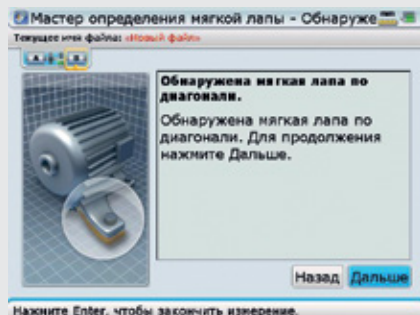 Мастер определения мягкой лапы - Обнаруже
Текущее имя файла: «Новый файл»
A B
Обнаружена мягкая лапа по
диагонали.
Обнаружена мягкая лапа по
диагонали. Для продолжения
нажмите Дальше.
Назад Дальше
Нажмите Enter, чтобы закончить измерение.